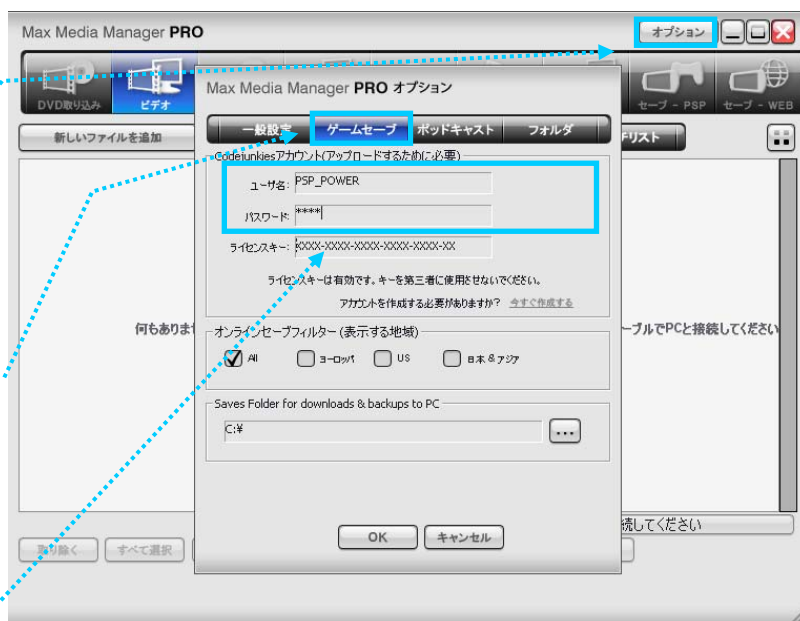 Max Media Manager PRO
オプション
DVD取り込み
ビデオ
セーブ - PSP
セーブ - WEB
新しいファイルを追加
Max Media Manager PRO オプション
一般設定
ゲームセーブ
ポッドキャスト
フォルダ
Codejunkiesアカウント(アップロードするために必要)
ユーザ名: PSP_POWER
パスワード: ****
ライセンスキー: XXXX-XXXX-XXXX-XXXX-XXXX-XX
ライセンスキーは有効です。キーを第三者に使用させないでください。
アカウントを作成する必要がありますか? 今すぐ作成する
何もありませ
ーブルでPCと接続してください
オンラインセーブフィルター (表示する地域)
All
ヨーロッパ
US
日本 & アジア
Saves Folder for downloads & backups to PC
C:¥
...
OK
キャンセル
続してください
取り除く
すべて選択